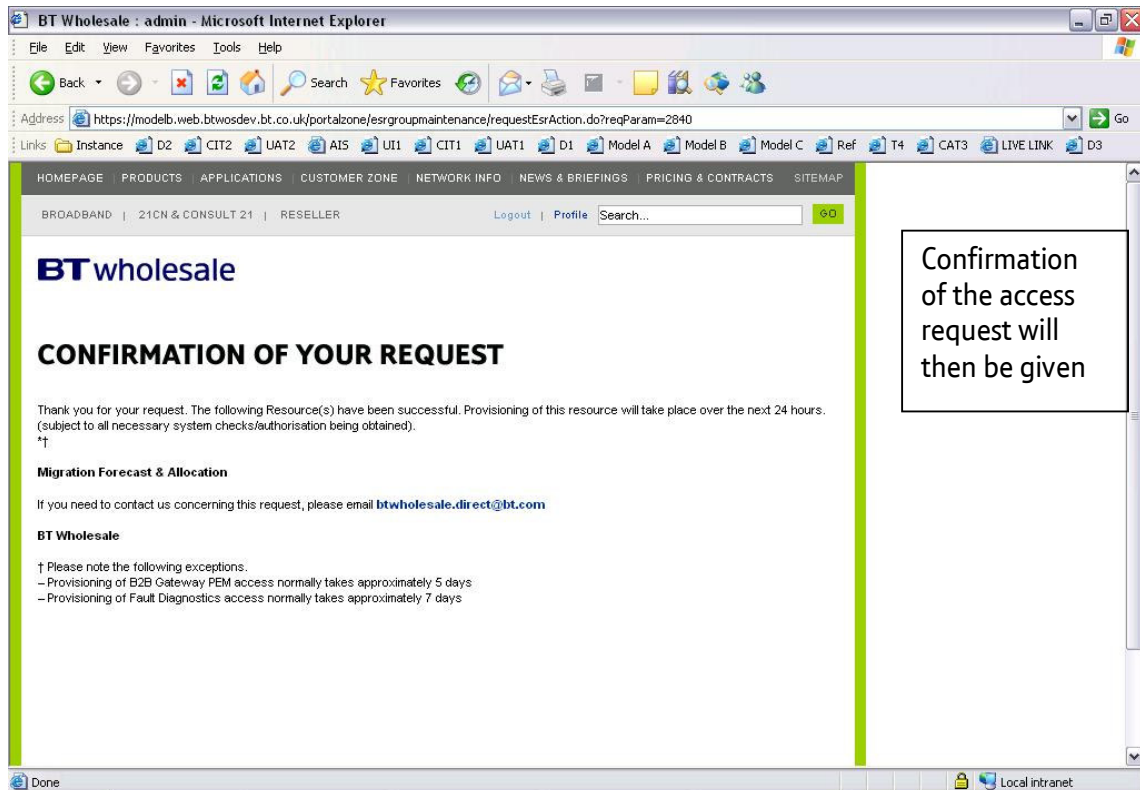 BT Wholesale : admin - Microsoft Internet Explorer
File Edit View Favorites Tools Help
Back Search Favorites
Address https://modelb.web.btwosdev.bt.co.uk/portalzone/esrgroupmaintenance/requestEsrAction.do?reqParam=2840 Go
Links Instance D2 CIT2 UAT2 AIS UI1 CIT1 UAT1 D1 Model A Model B Model C Ref T4 CAT3 LIVE LINK D3
HOMEPAGE | PRODUCTS | APPLICATIONS | CUSTOMER ZONE | NETWORK INFO | NEWS & BRIEFINGS | PRICING & CONTRACTS SITEMAP
BROADBAND | 21CN & CONSULT 21 | RESELLER Logout | Profile Search... GO
BT wholesale
CONFIRMATION OF YOUR REQUEST
Thank you for your request. The following Resource(s) have been successful. Provisioning of this resource will take place over the next 24 hours.
(subject to all necessary system checks/authorisation being obtained).
*†
Migration Forecast & Allocation
If you need to contact us concerning this request, please email btwholesale.direct@bt.com
BT Wholesale
† Please note the following exceptions.
– Provisioning of B2B Gateway PEM access normally takes approximately 5 days
– Provisioning of Fault Diagnostics access normally takes approximately 7 days
Confirmation
of the access
request will
then be given
Done Local intranet